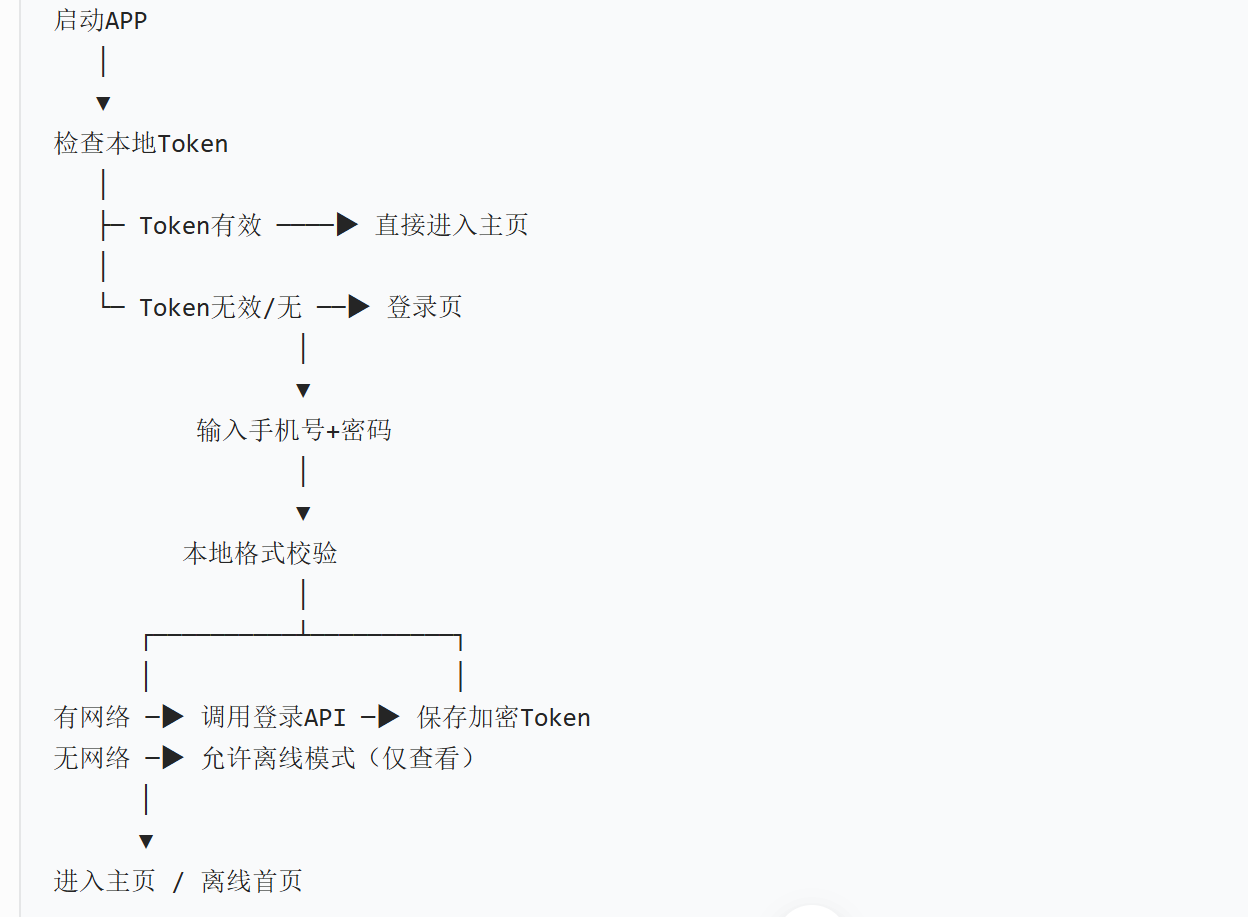 启动APP
│
▼
检查本地Token
│
├─ Token有效 ────▶ 直接进入主页
│
└─ Token无效/无 ──▶ 登录页
│
▼
输入手机号+密码
│
▼
本地格式校验
│
┌──────────┴──────────┐
│                     │
有网络 ─▶ 调用登录API ─▶ 保存加密Token
无网络 ─▶ 允许离线模式（仅查看）
│
▼
进入主页 / 离线首页